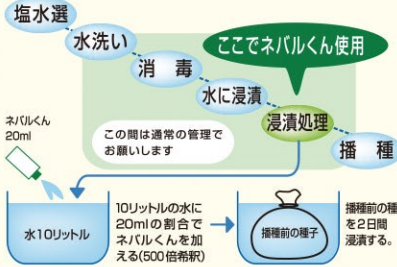 塩水選
水洗い
消毒
水に浸漬
浸漬処理
播種
ここでネバルくん使用
この間は通常の管理で
お願いします
ネバルくん
20ml
水10リットル
10リットルの水に
20mlの割合で
ネバルくんを加
える(500倍希釈)
播種前の種子
播種前の種
を2日間
浸漬する。